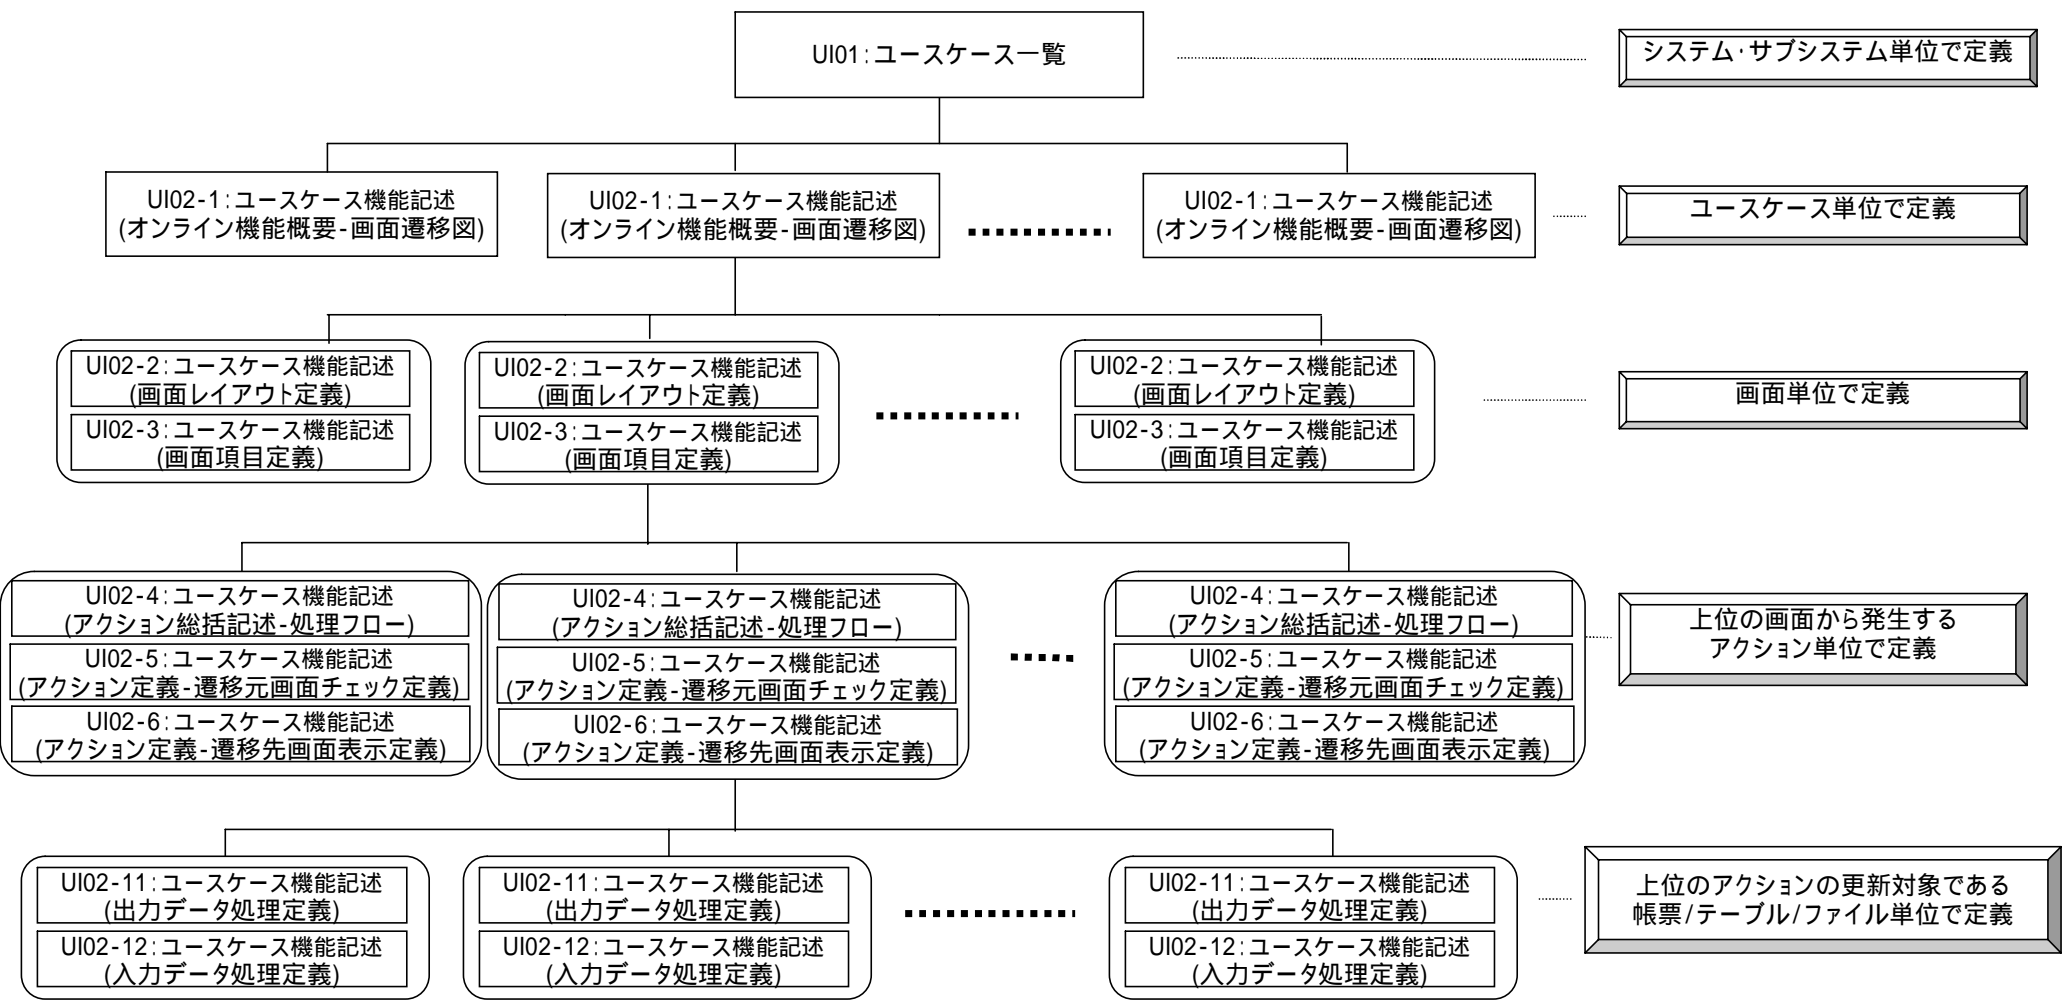 UI01:ユースケース一覧
システム・サブシステム単位で定義
UI02-1:ユースケース機能記述
(オンライン機能概要-画面遷移図)
UI02-1:ユースケース機能記述
(オンライン機能概要-画面遷移図)
UI02-1:ユースケース機能記述
(オンライン機能概要-画面遷移図)
ユースケース単位で定義
UI02-2:ユースケース機能記述
(画面レイアウト定義)
UI02-3:ユースケース機能記述
(画面項目定義)
UI02-2:ユースケース機能記述
(画面レイアウト定義)
UI02-3:ユースケース機能記述
(画面項目定義)
UI02-2:ユースケース機能記述
(画面レイアウト定義)
UI02-3:ユースケース機能記述
(画面項目定義)
画面単位で定義
UI02-4:ユースケース機能記述
(アクション総括記述-処理フロー)
UI02-5:ユースケース機能記述
(アクション定義-遷移元画面チェック定義)
UI02-6:ユースケース機能記述
(アクション定義-遷移先画面表示定義)
UI02-4:ユースケース機能記述
(アクション総括記述-処理フロー)
UI02-5:ユースケース機能記述
(アクション定義-遷移元画面チェック定義)
UI02-6:ユースケース機能記述
(アクション定義-遷移先画面表示定義)
UI02-4:ユースケース機能記述
(アクション総括記述-処理フロー)
UI02-5:ユースケース機能記述
(アクション定義-遷移元画面チェック定義)
UI02-6:ユースケース機能記述
(アクション定義-遷移先画面表示定義)
上位の画面から発生する
アクション単位で定義
UI02-11:ユースケース機能記述
(出力データ処理定義)
UI02-12:ユースケース機能記述
(入力データ処理定義)
UI02-11:ユースケース機能記述
(出力データ処理定義)
UI02-12:ユースケース機能記述
(入力データ処理定義)
UI02-11:ユースケース機能記述
(出力データ処理定義)
UI02-12:ユースケース機能記述
(入力データ処理定義)
上位のアクションの更新対象である
帳票/テーブル/ファイル単位で定義